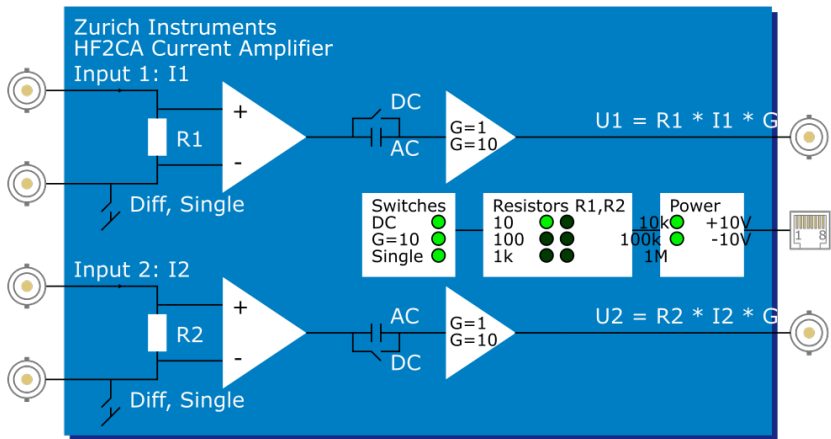 Zurich Instruments
HF2CA Current Amplifier
Input 1: I1
+
R1
-
Diff, Single
DC
AC
G=1
G=10
U1 = R1 * I1 * G
Switches
DC
G=10
Single
Resistors R1,R2
10
100
1k
10k
100k
1M
Power
+10V
-10V
1 8
Input 2: I2
+
R2
-
Diff, Single
AC
DC
G=1
G=10
U2 = R2 * I2 * G